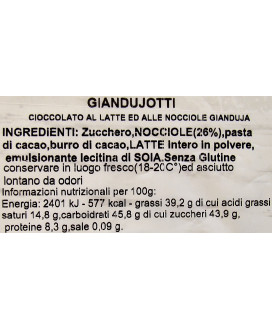 GIANDUJOTTI
CIOCCOLATO AL LATTE ED ALLE NOCCIOLE GIANDUJA
INGREDIENTI: Zucchero,NOCCIOLE(26%),pasta
di cacao,burro di cacao,LATTE Intero in polvere,
emulsionante lecitina di SOIA.Senza Glutine
conservare in luogo fresco(18-20C°)ed asciutto
lontano da odori
Informazioni nutrizionali per 100g:
Energia: 2401 kJ - 577 kcal - grassi 39,2 g di cui acidi grassi
saturi 14,8 g,carboidrati 45,8 g di cui zuccheri 43,9 g,
proteine 8,3 g,sale 0,09 g.